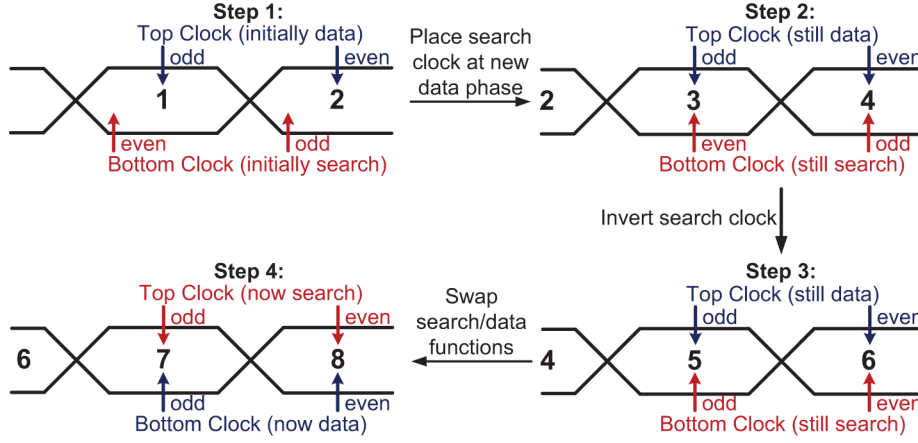 Step 1:
Top Clock (initially data)
odd
even
1
2
even
odd
Bottom Clock (initially search)
Place search
clock at new
data phase
Step 2:
Top Clock (still data)
odd
even
2
3
4
even
odd
Bottom Clock (still search)
Invert search clock
Step 3:
Top Clock (still data)
odd
even
4
5
6
odd
even
Bottom Clock (still search)
Swap
search/data
functions
Step 4:
Top Clock (now search)
odd
even
6
7
8
odd
even
Bottom Clock (now data)